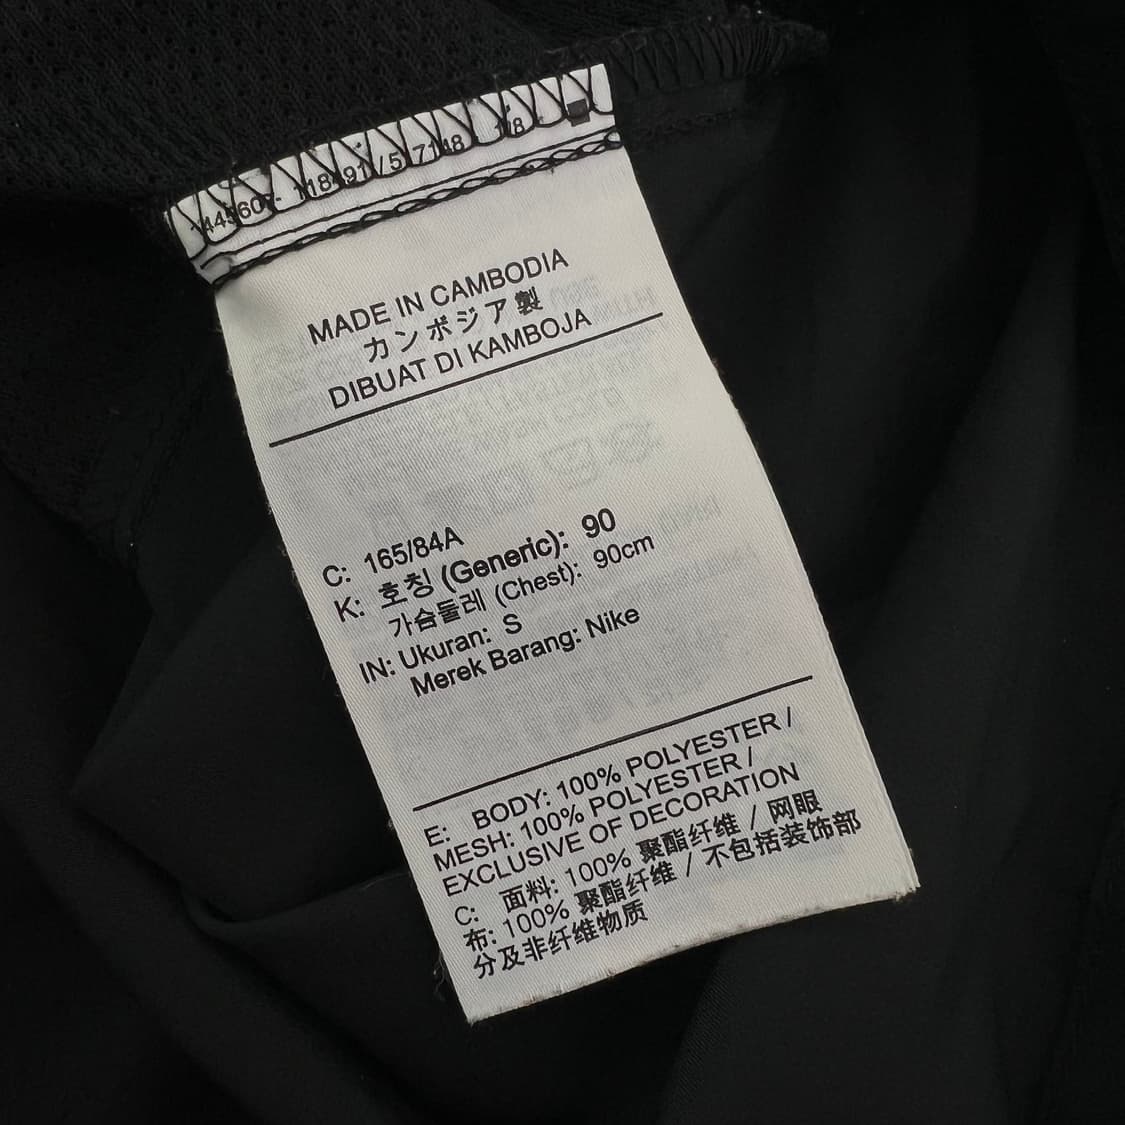 MADE IN CAMBODIA
カンボジア製
DIBUAT DI KAMBOJA
C: 165/84A
K: 호칭 (Generic): 90
가슴둘레 (Chest): 90cm
IN: Ukuran: S
Merek Barang: Nike
E: BODY: 100% POLYESTER /
MESH: 100% POLYESTER /
EXCLUSIVE OF DECORATION
C: 面料: 100% 聚酯纤维 / 网眼
布: 100% 聚酯纤维 / 不包括装饰部
分及非纤维物质